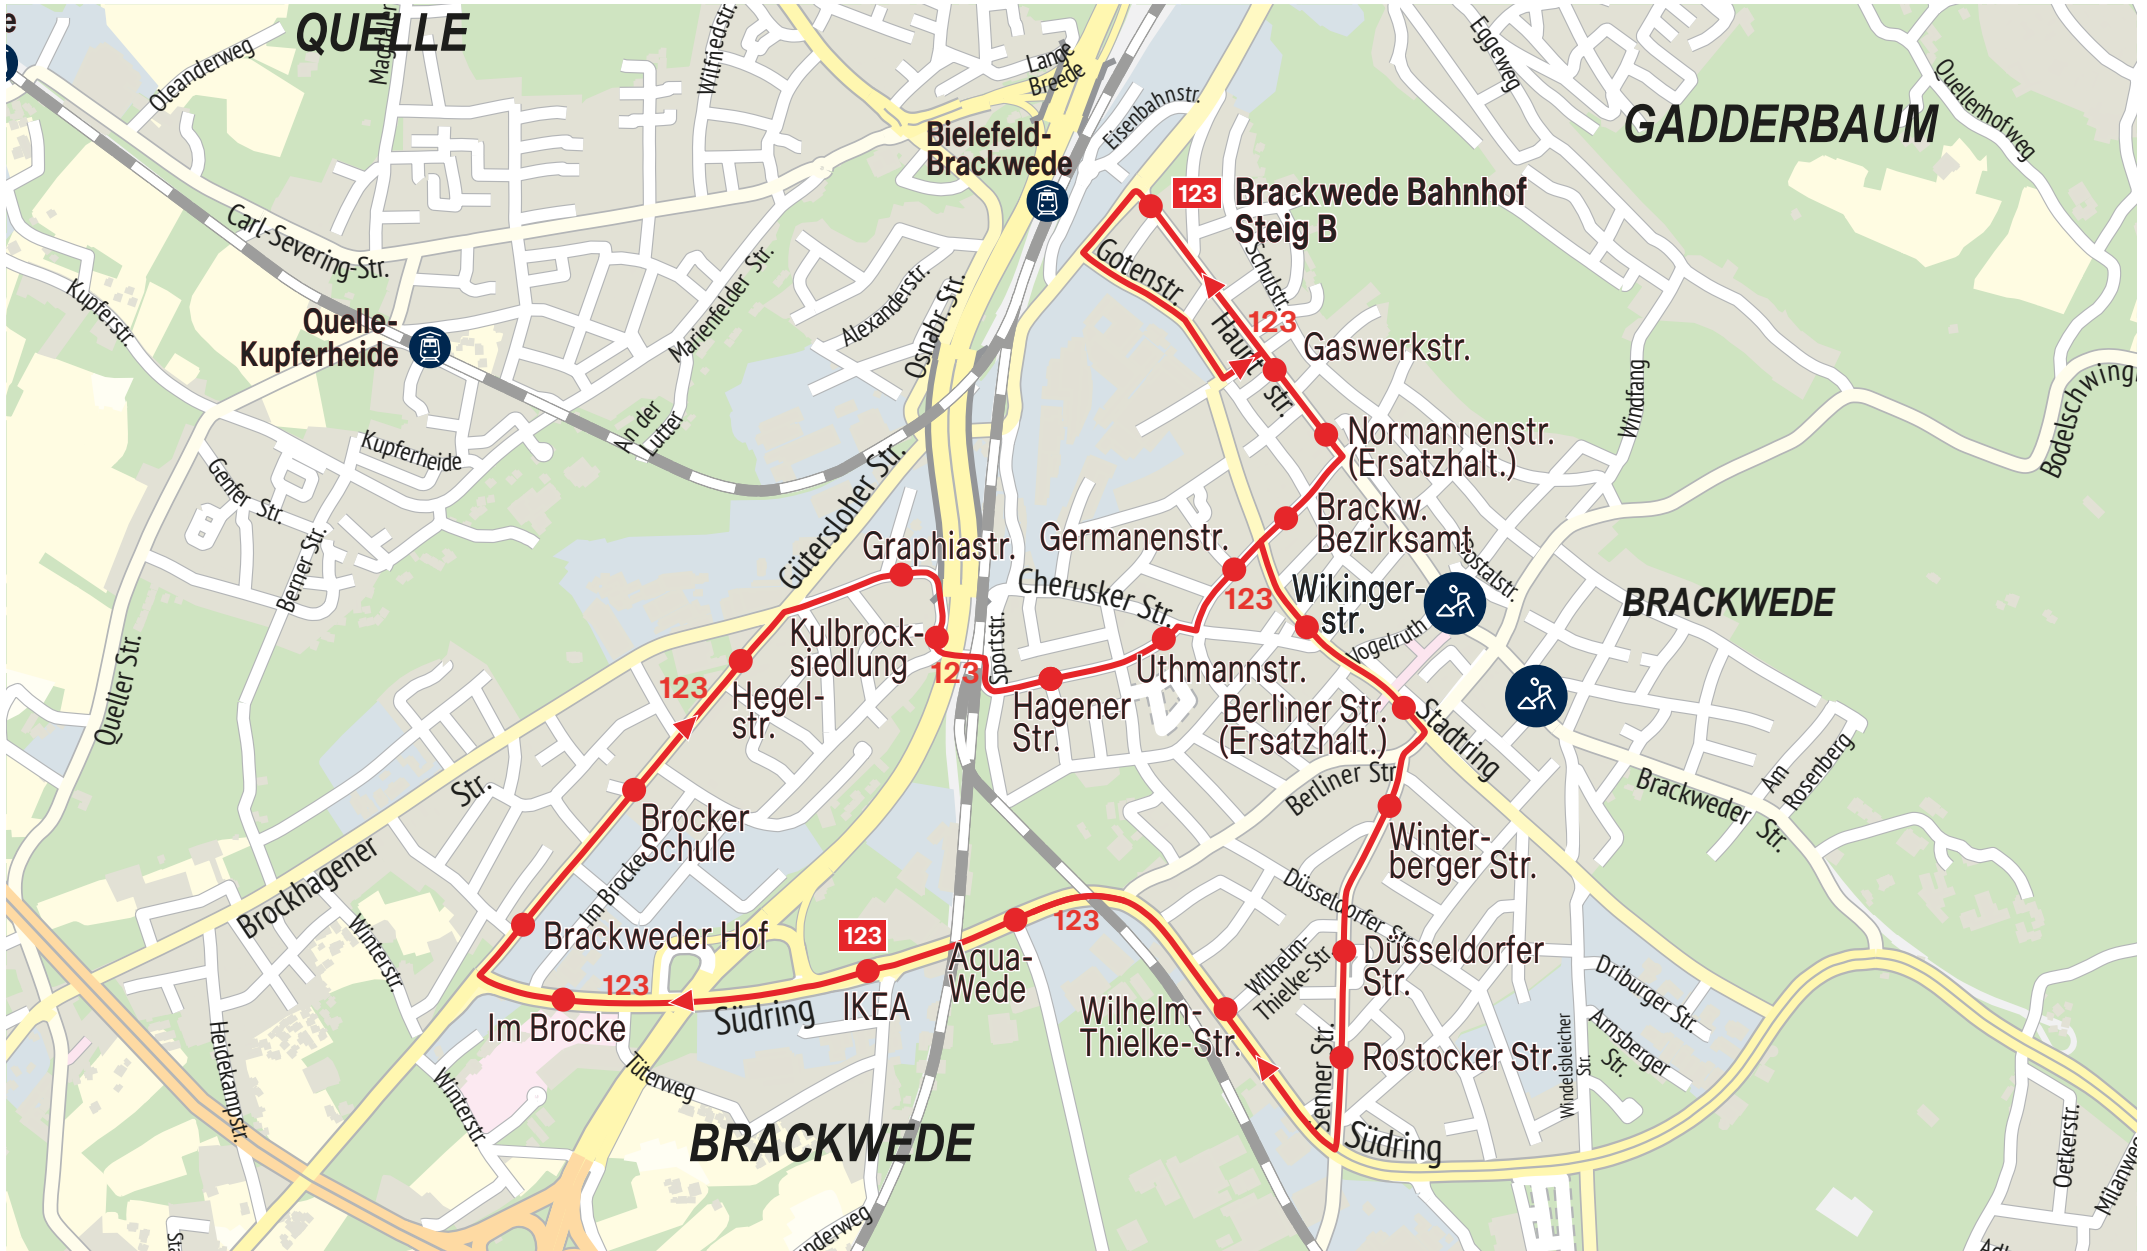 QUELLE
Oleanderweg
Wilfriedstr.
Lange
Breede
Eisenbahnstr.
Eggeweg
Quellenhofweg
GADDERBAUM
Bielefeld-
Brackwede
123
Brackwede Bahnhof
Steig B
Carl-Severing-Str.
Kupferstr.
Quelle-
Kupferheide
Marienfelder Str.
Alexanderstr.
Osnabr. Str.
Gotenstr.
Schulstr.
Hauptstr.
123
Gaswerkstr.
Windfang
Normannenstr.
(Ersatzhalt.)
An der
Lutter
Kupferheide
Genfer Str.
Berner Str.
Gütersloher Str.
Brackw.
Bezirksamt
Germanenstr.
Graphiastr.
Cherusker Str.
123
Wikinger-
str.
Vogelruth
BRACKWEDE
Queller Str.
Kulbrock-
siedlung
123
Sportstr.
Uthmannstr.
Hagener
Str.
123
Hegel-
str.
Berliner Str.
(Ersatzhalt.)
Stadtring
Berliner Str.
Brackweder Str.
Am
Rosenberg
Brocker
Schule
Im Brocke
Winter-
berger Str.
Düsseldorfer Str.
Brockhagener
Str.
Winterstr.
Brackweder Hof
123
Im Brocke
Südring
123
IKEA
Aqua-
Wede
123
Wilhelm-
Thielke-Str.
Wilhelm-
Thielke-Str.
Düsseldorfer
Str.
Rostocker Str.
Senner Str.
Südring
Driburger Str.
Arnsberger
Str.
Windelsbleicher
Str.
Heidekampstr.
Winterstr.
Tüterweg
BRACKWEDE
Oetkerstr.